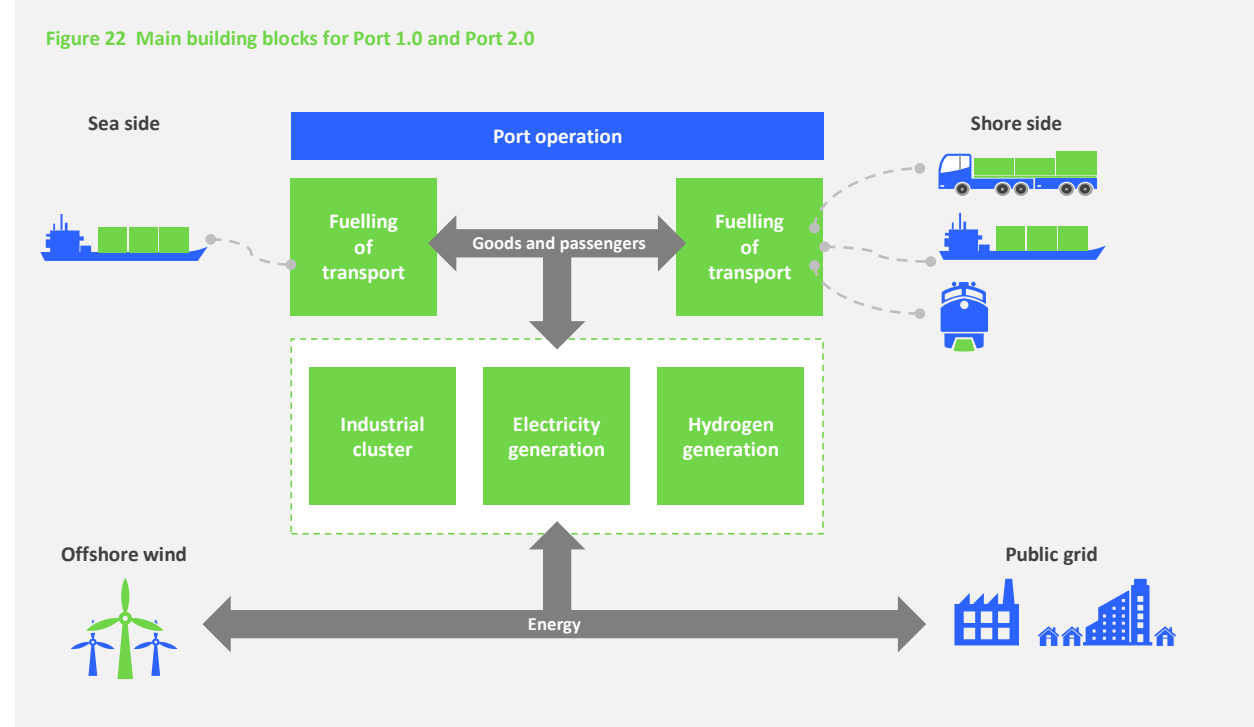 Figure 22  Main building blocks for Port 1.0 and Port 2.0
Sea side
Port operation
Shore side
Fuelling
of
transport
Goods and passengers
Fuelling
of
transport
Industrial
cluster
Electricity
generation
Hydrogen
generation
Offshore wind
Public grid
Energy